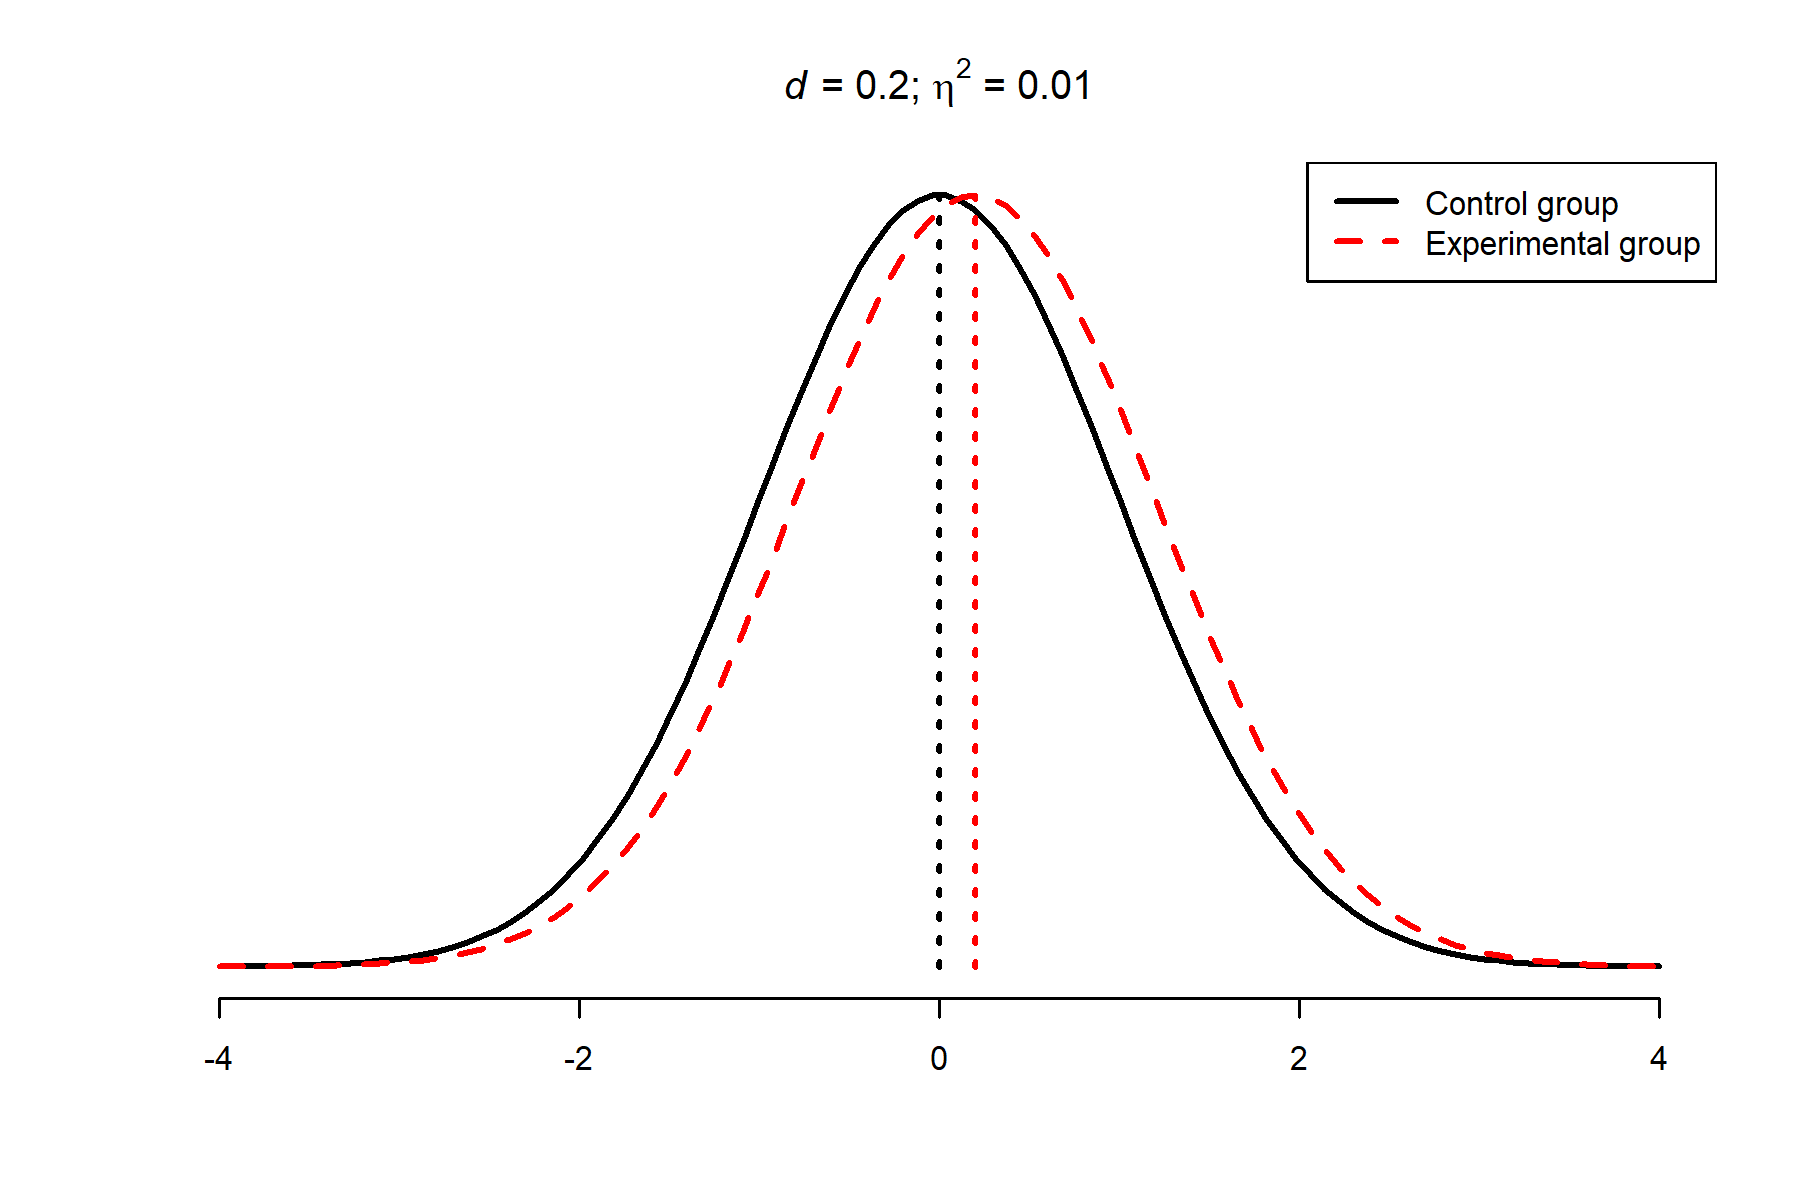 d = 0.2; η² = 0.01
Control group
Experimental group
-4 -2 0 2 4